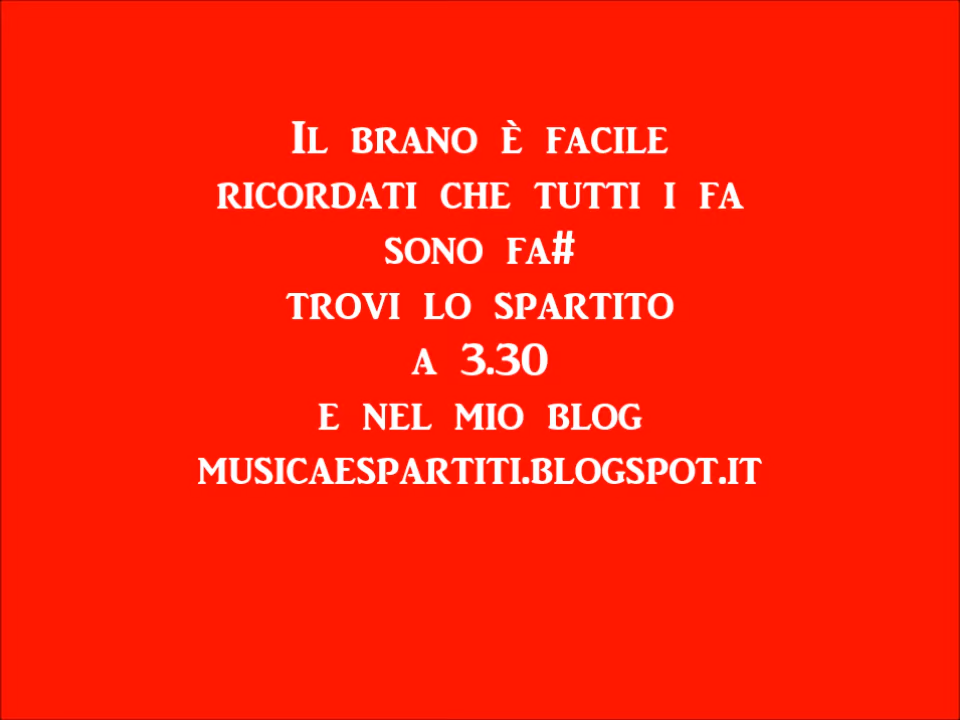 Il brano è facile
ricordati che tutti i fa
sono fa#
trovi lo spartito
a 3.30
e nel mio blog
musicaespartiti.blogspot.it